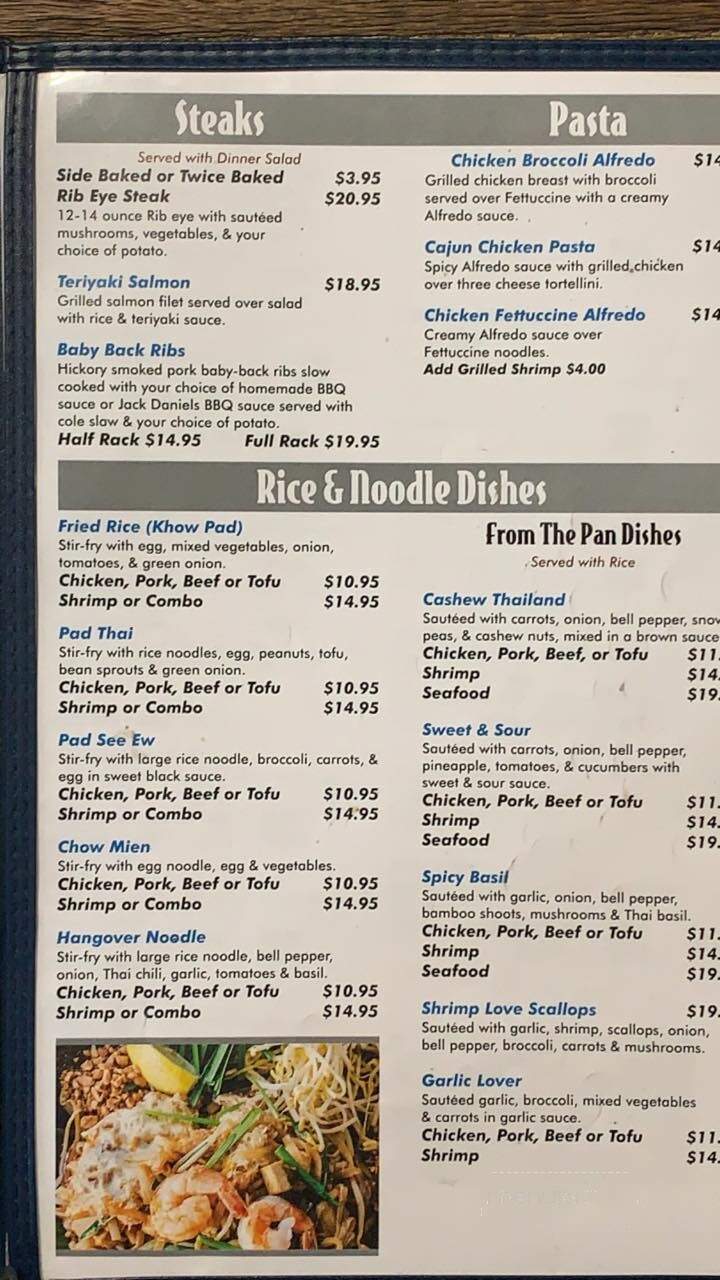 Steaks
Served with Dinner Salad
Side Baked or Twice Baked $3.95
Rib Eye Steak $20.95
12-14 ounce Rib eye with sautéed
mushrooms, vegetables, & your
choice of potato.
Teriyaki Salmon $18.95
Grilled salmon filet served over salad
with rice & teriyaki sauce.
Baby Back Ribs
Hickory smoked pork baby-back ribs slow
cooked with your choice of homemade BBQ
sauce or Jack Daniels BBQ sauce served with
cole slaw & your choice of potato.
Half Rack $14.95 Full Rack $19.95
Pasta
Chicken Broccoli Alfredo $14
Grilled chicken breast with broccoli
served over Fettuccine with a creamy
Alfredo sauce.
Cajun Chicken Pasta $14
Spicy Alfredo sauce with grilled chicken
over three cheese tortellini.
Chicken Fettuccine Alfredo $14
Creamy Alfredo sauce over
Fettuccine noodles.
Add Grilled Shrimp $4.00
Rice & Noodle Dishes
Fried Rice (Khow Pad)
Stir-fry with egg, mixed vegetables, onion,
tomatoes, & green onion.
Chicken, Pork, Beef or Tofu $10.95
Shrimp or Combo $14.95
Pad Thai
Stir-fry with rice noodles, egg, peanuts, tofu,
bean sprouts & green onion.
Chicken, Pork, Beef or Tofu $10.95
Shrimp or Combo $14.95
Pad See Ew
Stir-fry with large rice noodle, broccoli, carrots, &
egg in sweet black sauce.
Chicken, Pork, Beef or Tofu $10.95
Shrimp or Combo $14.95
Chow Mien
Stir-fry with egg noodle, egg & vegetables.
Chicken, Pork, Beef or Tofu $10.95
Shrimp or Combo $14.95
Hangover Noodle
Stir-fry with large rice noodle, bell pepper,
onion, Thai chili, garlic, tomatoes & basil.
Chicken, Pork, Beef or Tofu $10.95
Shrimp or Combo $14.95
From The Pan Dishes
Served with Rice
Cashew Thailand
Sautéed with carrots, onion, bell pepper, snow
peas, & cashew nuts, mixed in a brown sauce
Chicken, Pork, Beef, or Tofu $11.
Shrimp $14.
Seafood $19.
Sweet & Sour
Sautéed with carrots, onion, bell pepper,
pineapple, tomatoes, & cucumbers with
sweet & sour sauce.
Chicken, Pork, Beef or Tofu $11.
Shrimp $14.
Seafood $19.
Spicy Basil
Sautéed with garlic, onion, bell pepper,
bamboo shoots, mushrooms & Thai basil.
Chicken, Pork, Beef or Tofu $11.
Shrimp $14.
Seafood $19.
Shrimp Love Scallops $19.
Sautéed with garlic, shrimp, scallops, onion,
bell pepper, broccoli, carrots & mushrooms.
Garlic Lover
Sautéed garlic, broccoli, mixed vegetables
& carrots in garlic sauce.
Chicken, Pork, Beef or Tofu $11.
Shrimp $14.